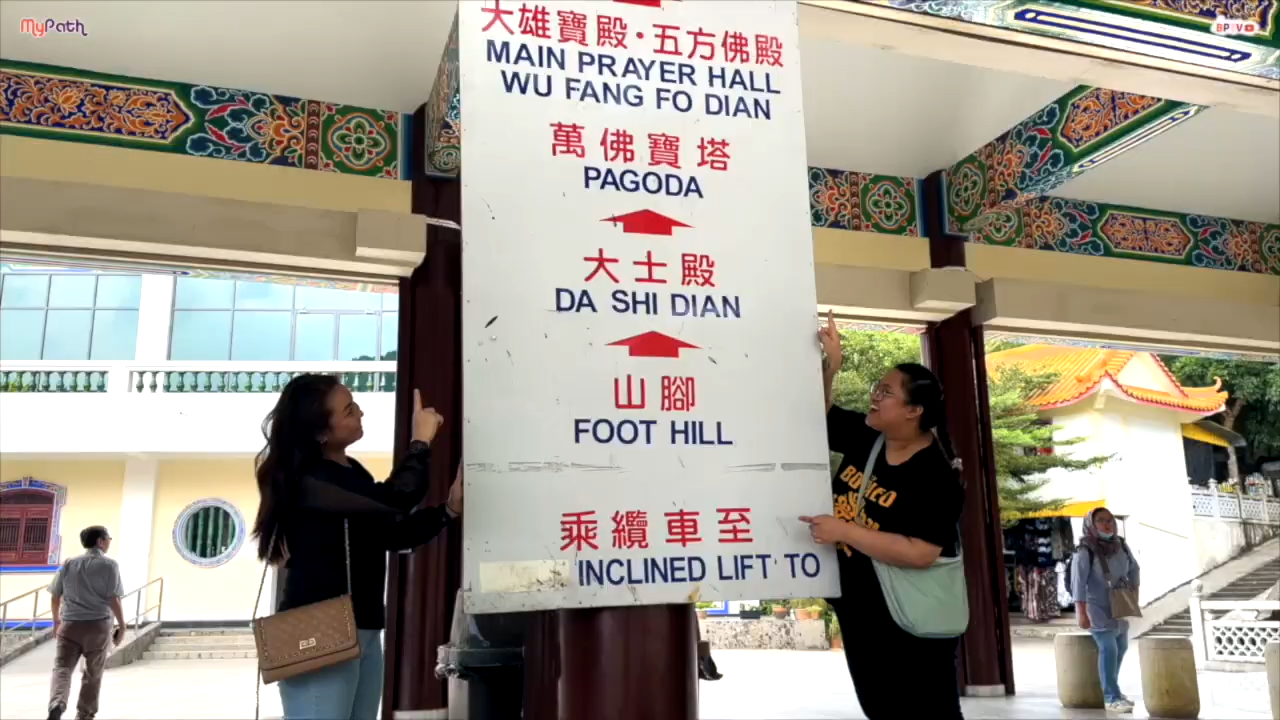 MyPath
BP TV
大雄寶殿·五方佛殿
MAIN PRAYER HALL
WU FANG FO DIAN
萬佛寶塔
PAGODA
大士殿
DA SHI DIAN
山腳
FOOT HILL
乘纜車至
INCLINED LIFT TO